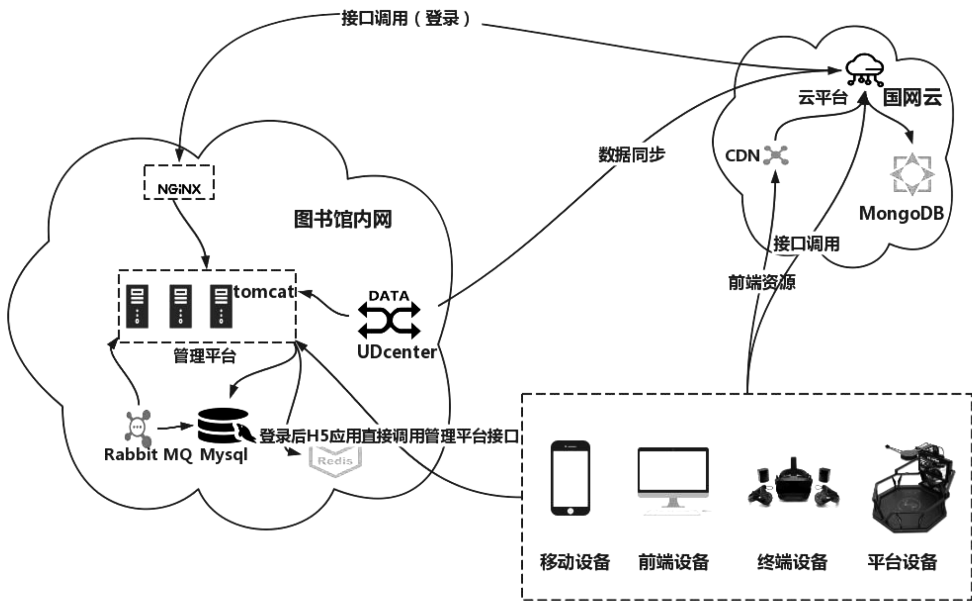 接口调用（登录）
云平台
国网云
CDN
MongoDB
数据同步
接口调用
前端资源
NGiNX
图书馆内网
tomcat
管理平台
DATA
UDcenter
Rabbit MQ
Mysql
登录后H5应用直接调用管理平台接口
Redis
移动设备
前端设备
终端设备
平台设备